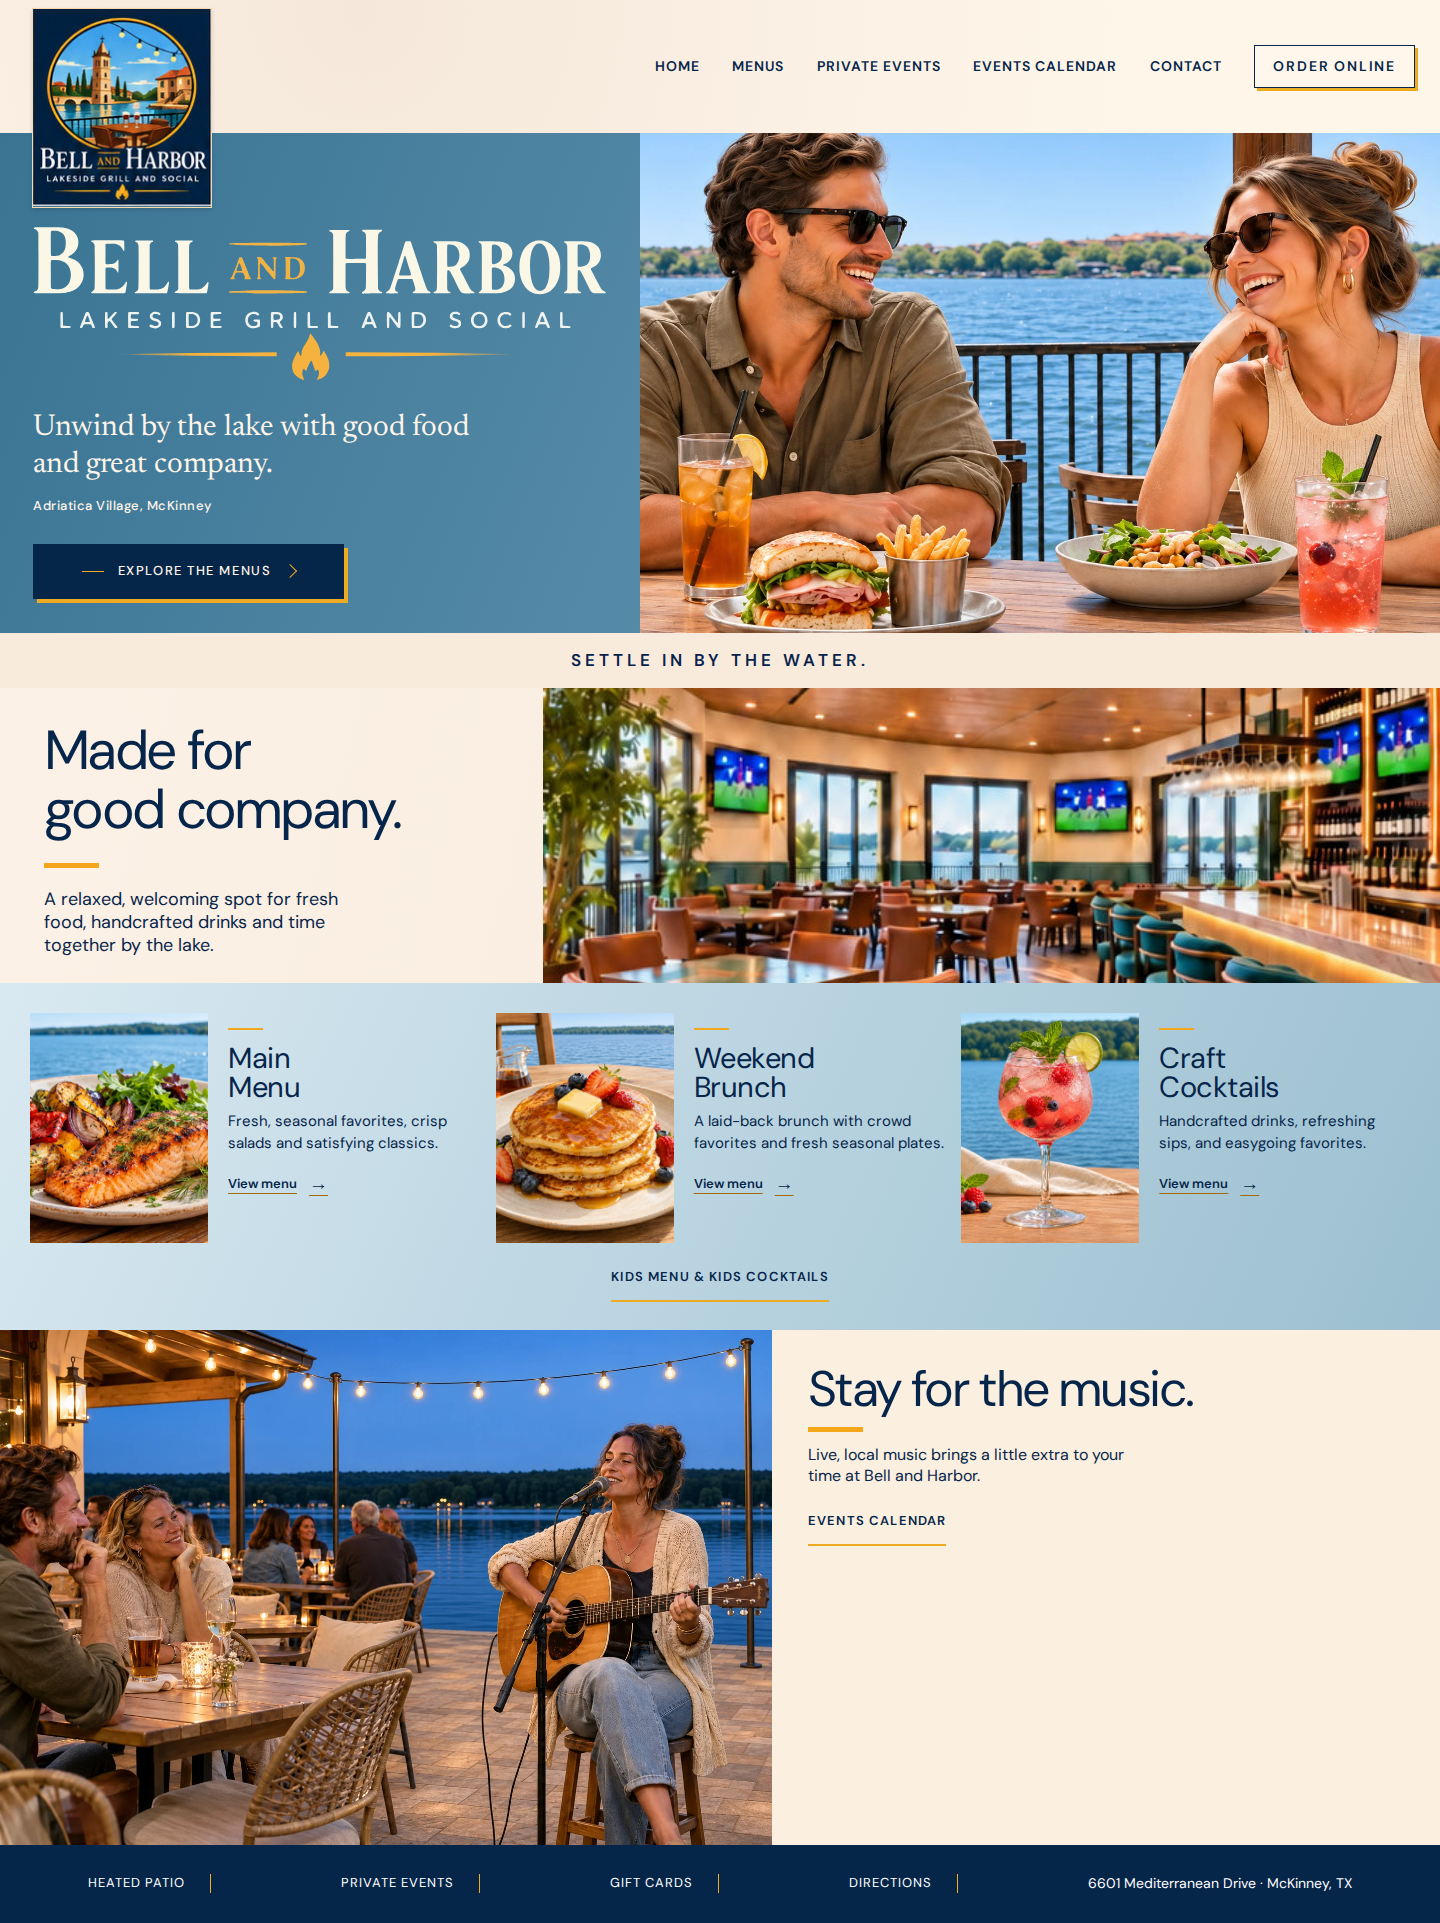 BELL AND HARBOR
LAKESIDE GRILL AND SOCIAL
HOME
MENUS
PRIVATE EVENTS
EVENTS CALENDAR
CONTACT
ORDER ONLINE
BELL AND HARBOR
LAKESIDE GRILL AND SOCIAL
Unwind by the lake with good food
and great company.
Adriatica Village, McKinney
EXPLORE THE MENUS
SETTLE IN BY THE WATER.
Made for
good company.
A relaxed, welcoming spot for fresh
food, handcrafted drinks and time
together by the lake.
Main
Menu
Fresh, seasonal favorites, crisp
salads and satisfying classics.
View menu →
Weekend
Brunch
A laid-back brunch with crowd
favorites and fresh seasonal plates.
View menu →
Craft
Cocktails
Handcrafted drinks, refreshing
sips, and easygoing favorites.
View menu →
KIDS MENU & KIDS COCKTAILS
Stay for the music.
Live, local music brings a little extra to your
time at Bell and Harbor.
EVENTS CALENDAR
HEATED PATIO
PRIVATE EVENTS
GIFT CARDS
DIRECTIONS
6601 Mediterranean Drive · McKinney, TX